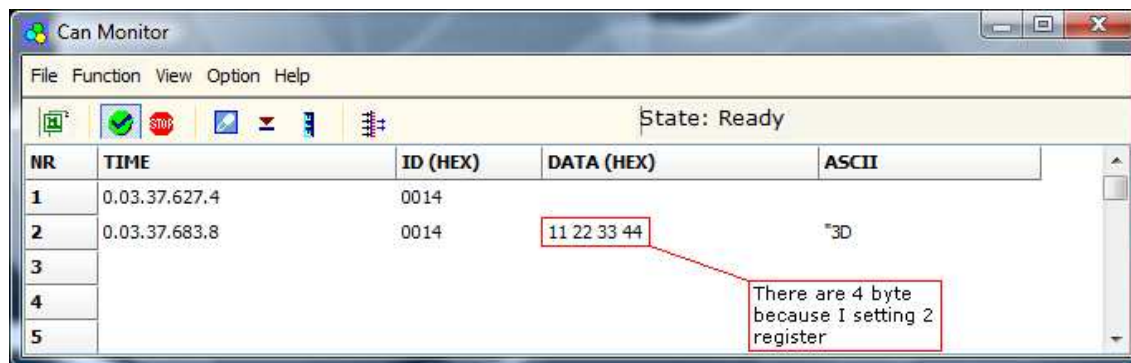 Can Monitor
File Function View Option Help
STOP State: Ready
NR TIME ID (HEX) DATA (HEX) ASCII
1 0.03.37.627.4 0014
2 0.03.37.683.8 0014 11 22 33 44 "3D
3
4
5
There are 4 byte
because I setting 2
register